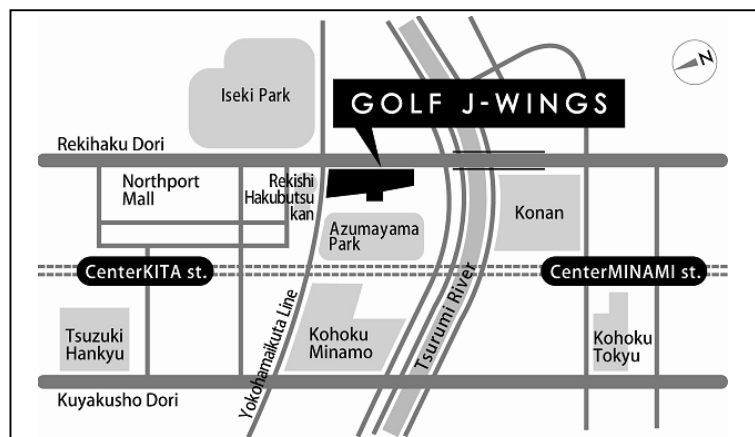 Iseki Park
N
GOLF J-WINGS
Rekihaku Dori
Northport
Mall
Rekishi
Hakubutsu
kan
Azumayama
Park
Konan
CenterKITA st.
CenterMINAMI st.
Tsuzuki
Hankyu
Yokohamaikuta Line
Kohoku
Minamo
Tsurumi River
Kohoku
Tokyu
Kuyakusho Dori